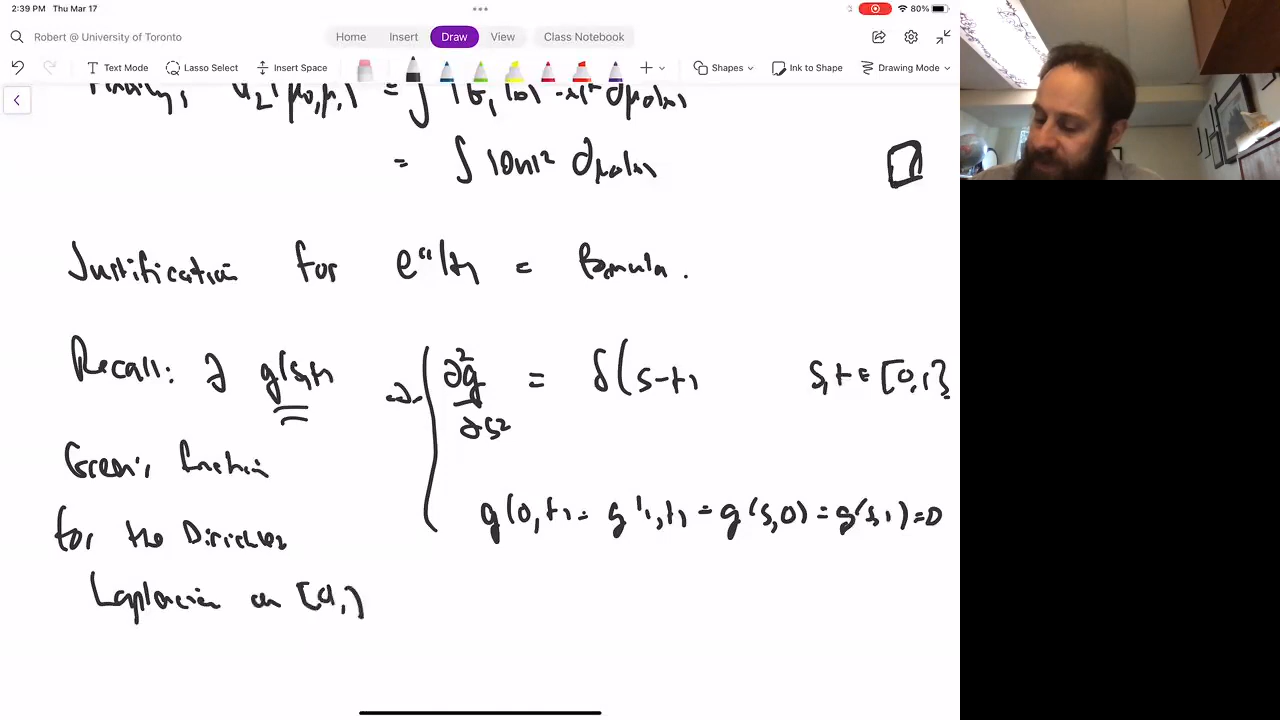 2:39 PM Thu Mar 17
80%
Robert @ University of Toronto
Home Insert Draw View Class Notebook
Text Mode Lasso Select Insert Space Shapes Ink to Shape Drawing Mode
= ∫ |∂x|² dμ₀(x)
Justification for e''(t) = formula.
Recall: ∃ g(s,t) ∂²g/∂s² = δ(s-t) s,t ∈ [0,1]
Green's function
g(0,t) = g(1,t) = g(s,0) = g(s,1) = 0
for the Dirichlet
Laplacian on [0,1]